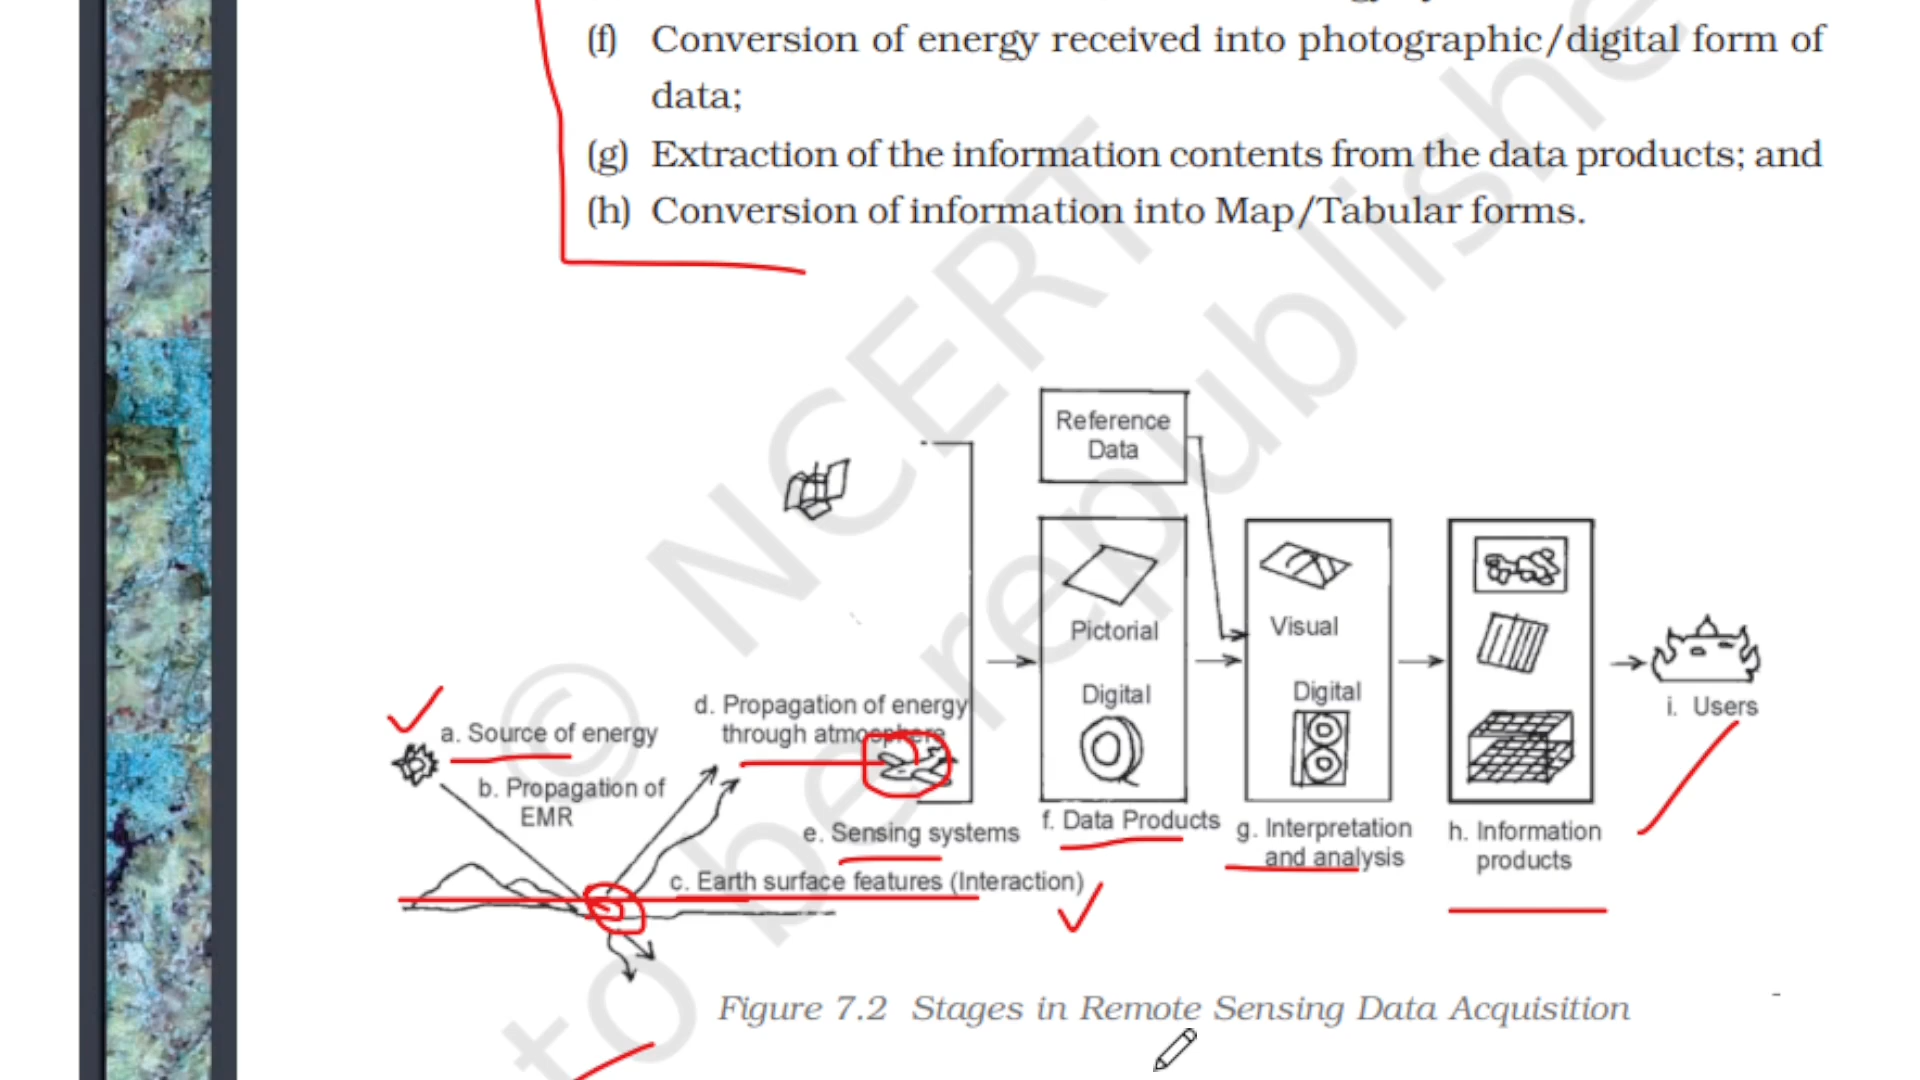 (f) Conversion of energy received into photographic/digital form of
data;
(g) Extraction of the information contents from the data products; and
(h) Conversion of information into Map/Tabular forms.
© NCERT
to be republished
Reference
Data
Pictorial
Digital
Visual
Digital
i. Users
a. Source of energy
b. Propagation of
EMR
d. Propagation of energy
through atmosphere
e. Sensing systems
c. Earth surface features (Interaction)
f. Data Products
g. Interpretation
and analysis
h. Information
products
Figure 7.2 Stages in Remote Sensing Data Acquisition